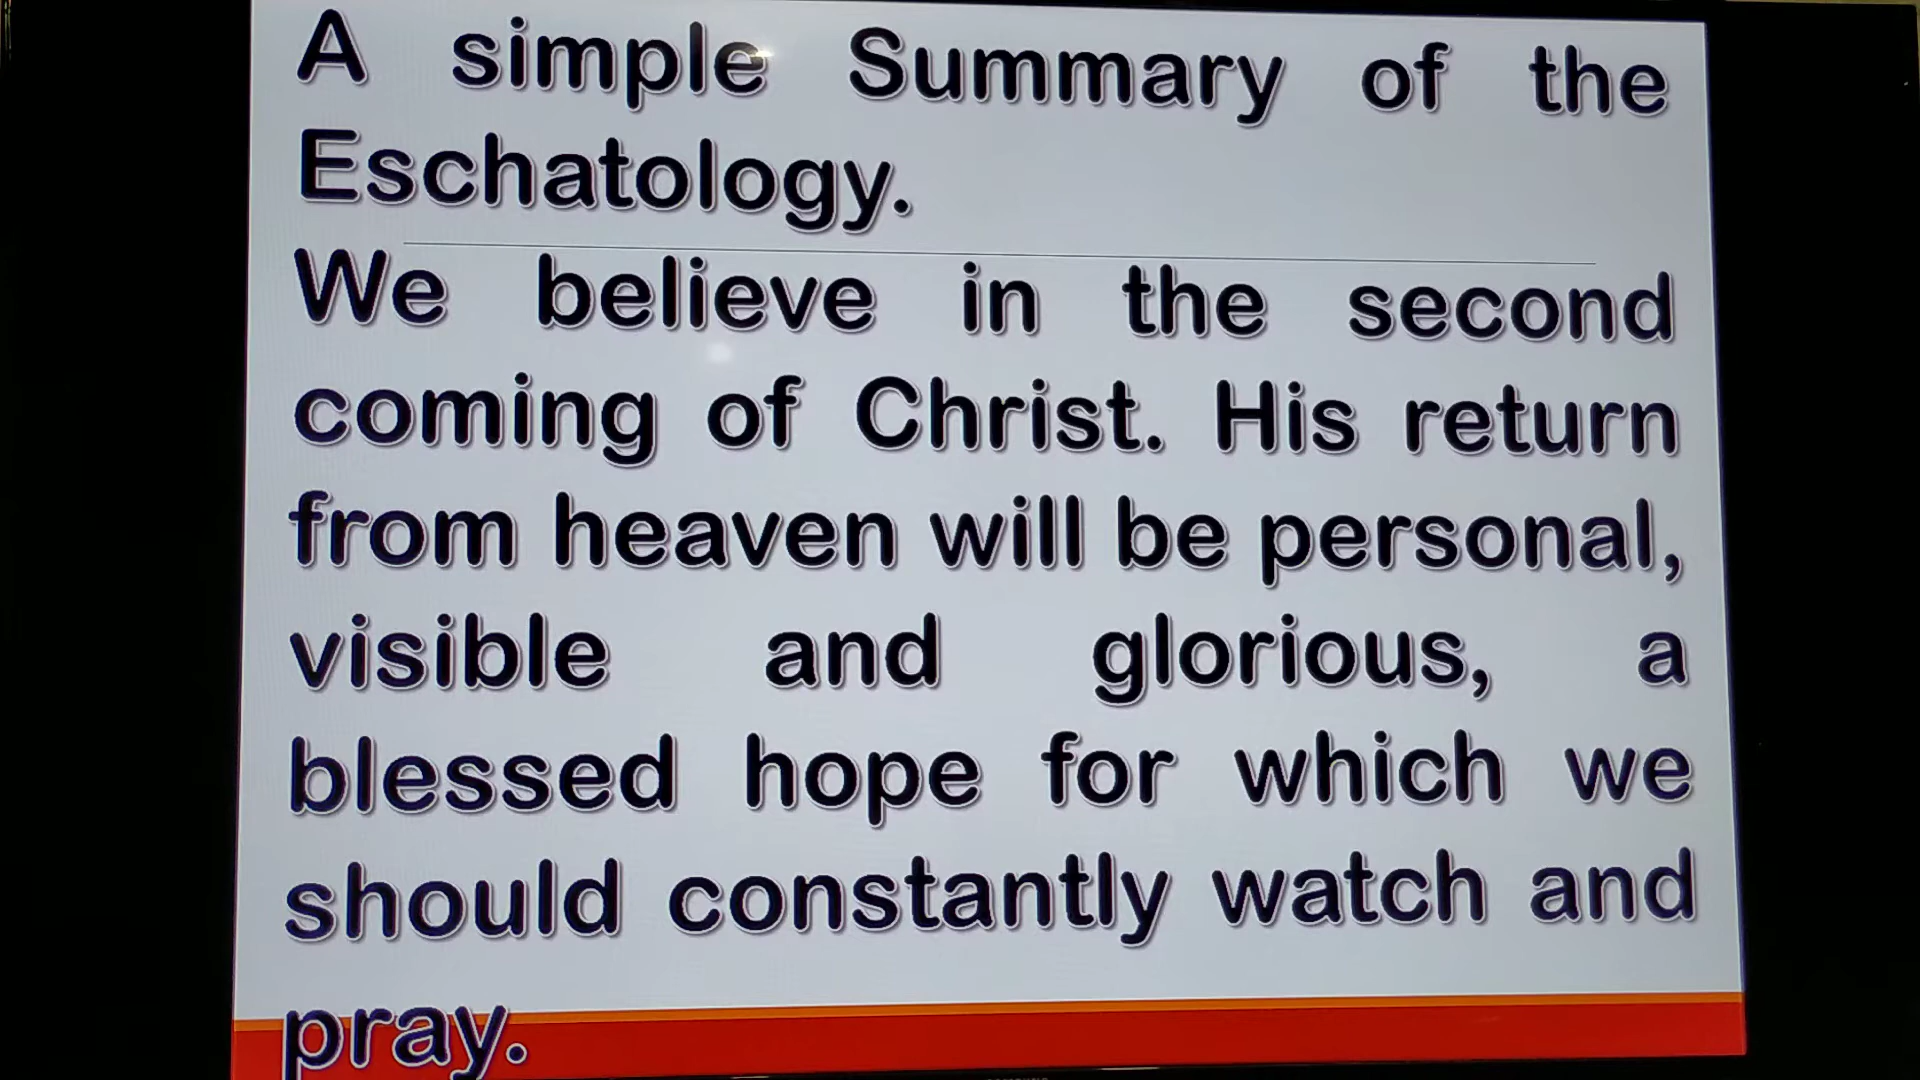 A simple Summary of the
Eschatology.
We believe in the second
coming of Christ. His return
from heaven will be personal,
visible and glorious, a
blessed hope for which we
should constantly watch and
pray.